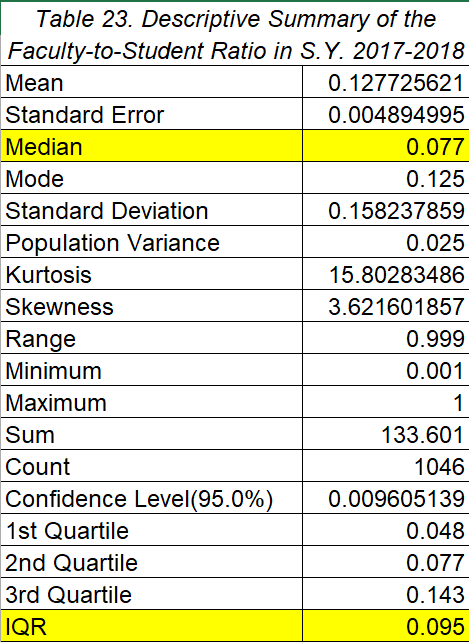 Table 23. Descriptive Summary of the
Faculty-to-Student Ratio in S.Y. 2017-2018
Mean 0.127725621
Standard Error 0.004894995
Median 0.077
Mode 0.125
Standard Deviation 0.158237859
Population Variance 0.025
Kurtosis 15.80283486
Skewness 3.621601857
Range 0.999
Minimum 0.001
Maximum 1
Sum 133.601
Count 1046
Confidence Level(95.0%) 0.009605139
1st Quartile 0.048
2nd Quartile 0.077
3rd Quartile 0.143
IQR 0.095